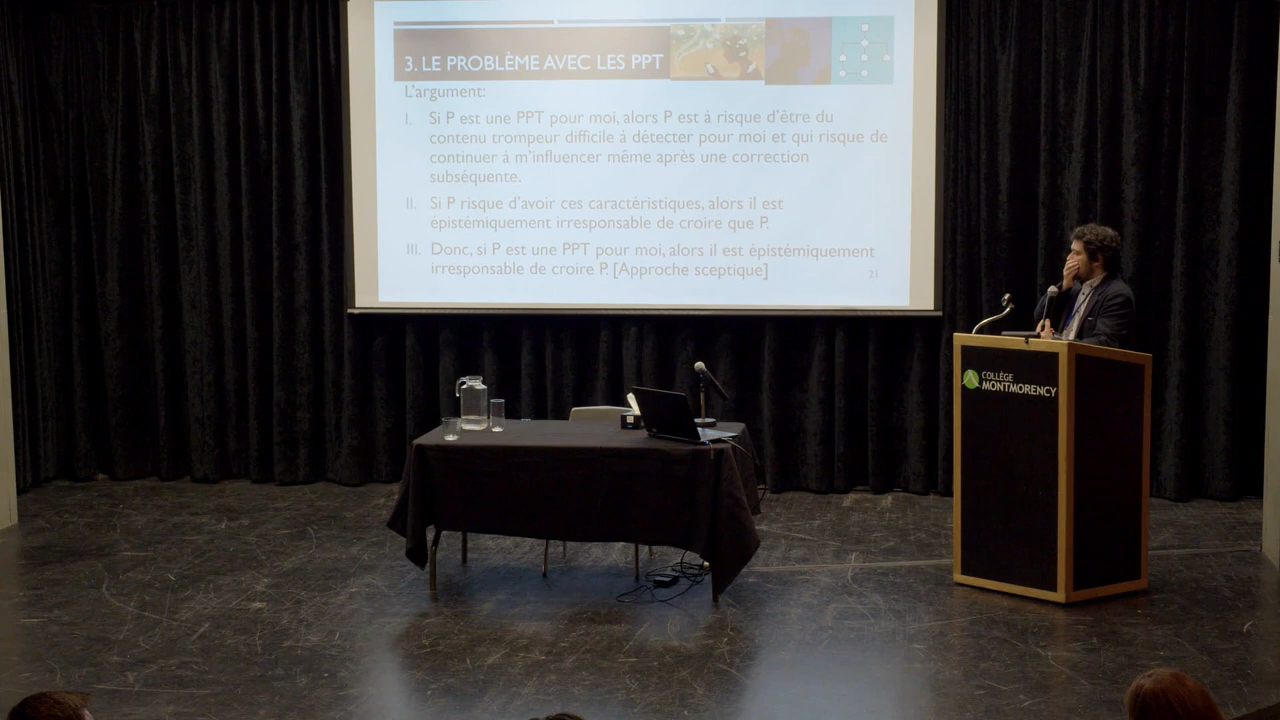 3. LE PROBLÈME AVEC LES PPT
L'argument:
I. Si P est une PPT pour moi, alors P est à risque d'être du
contenu trompeur difficile à détecter pour moi et qui risque de
continuer à m'influencer même après une correction
subséquente.
II. Si P risque d'avoir ces caractéristiques, alors il est
épistémiquement irresponsable de croire que P.
III. Donc, si P est une PPT pour moi, alors il est épistémiquement
irresponsable de croire P. [Approche sceptique]
21
COLLÈGE
MONTMORENCY